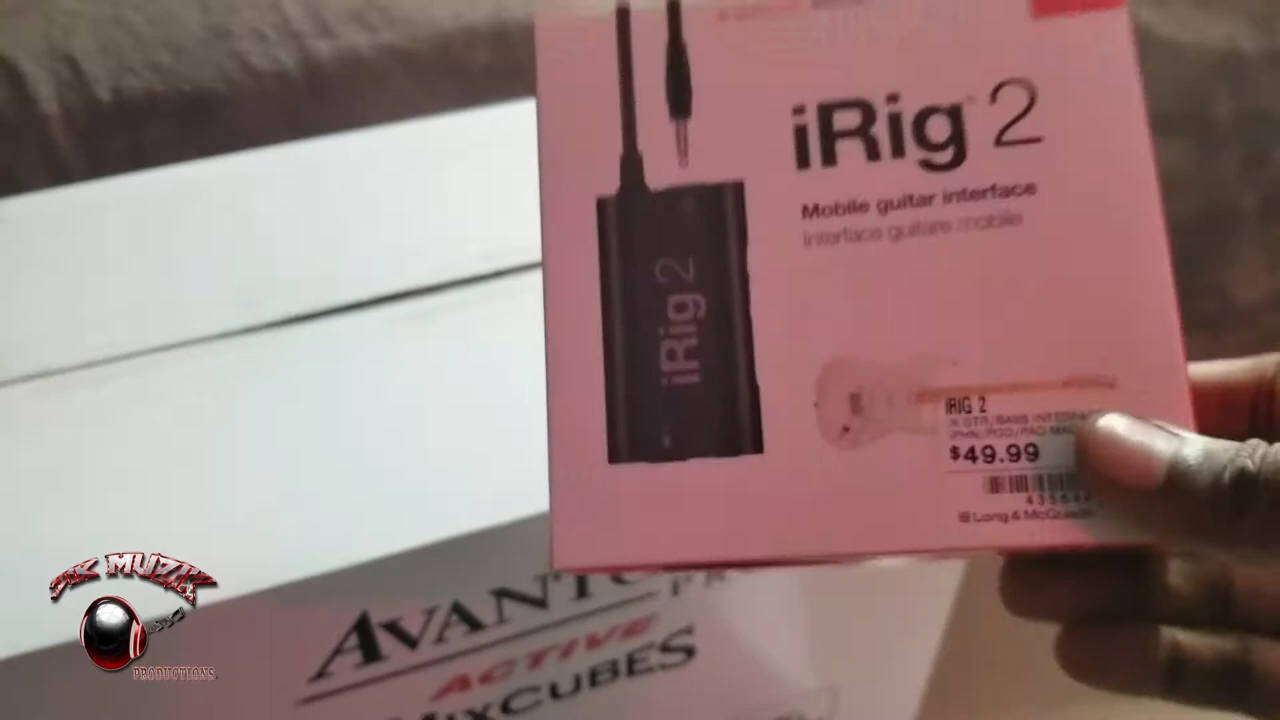 iRig 2
Mobile guitar interface
Interface guitare mobile
iRig 2
IRIG 2
$49.99
Long & McQuade
AVANTO
ACTIVE
MIXCUBES
MUZIK
PRODUCTIONS